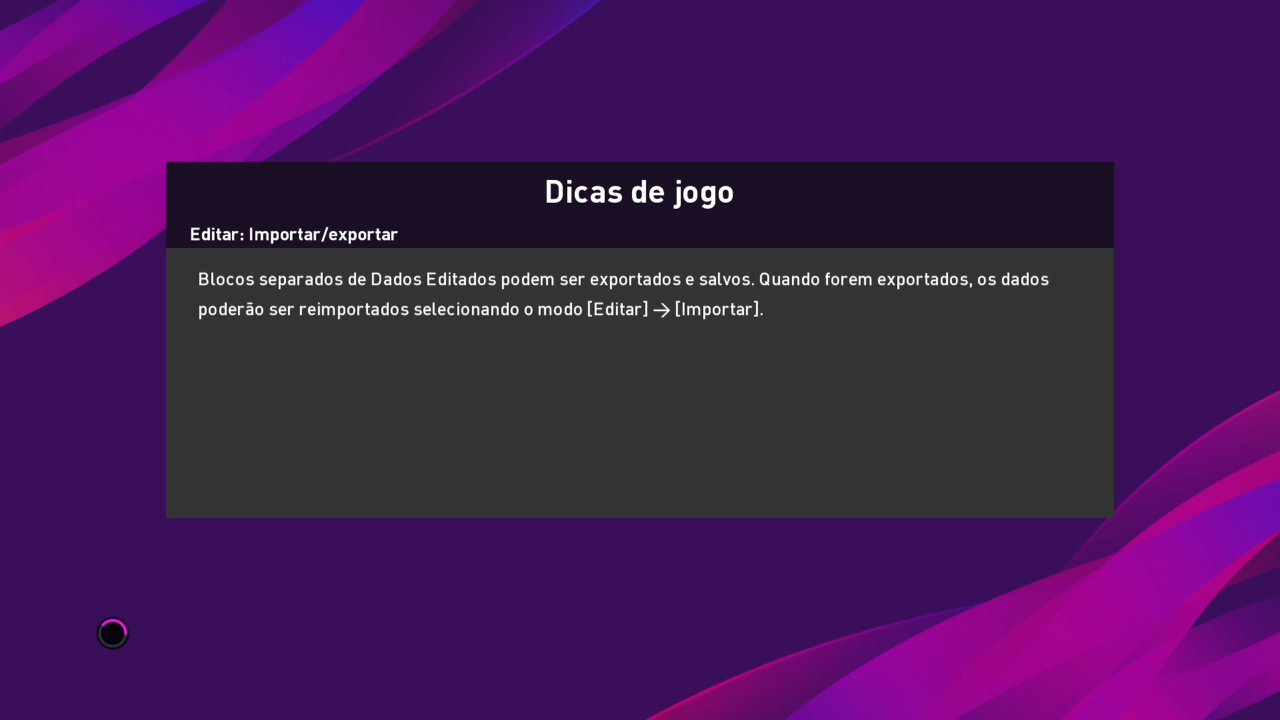 Dicas de jogo
Editar: Importar/exportar
Blocos separados de Dados Editados podem ser exportados e salvos. Quando forem exportados, os dados
poderão ser reimportados selecionando o modo [Editar] → [Importar].